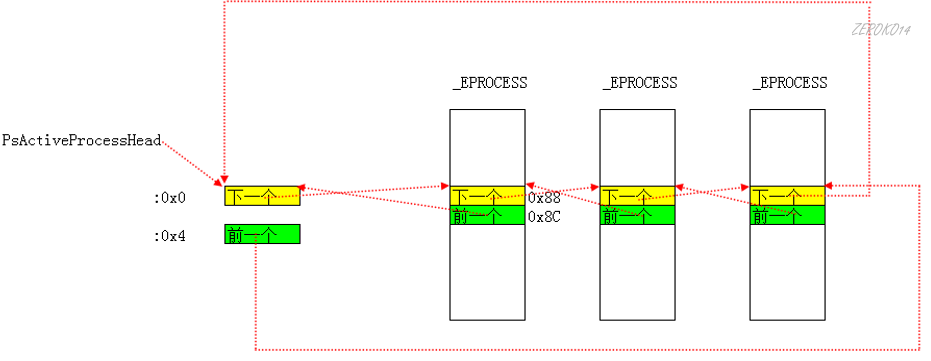 ZEROKO14
_EPROCESS
_EPROCESS
_EPROCESS
PsActiveProcessHead
:0x0
下一个
下一个
0x88
下一个
下一个
前一个
0x8C
前一个
前一个
:0x4
前一个